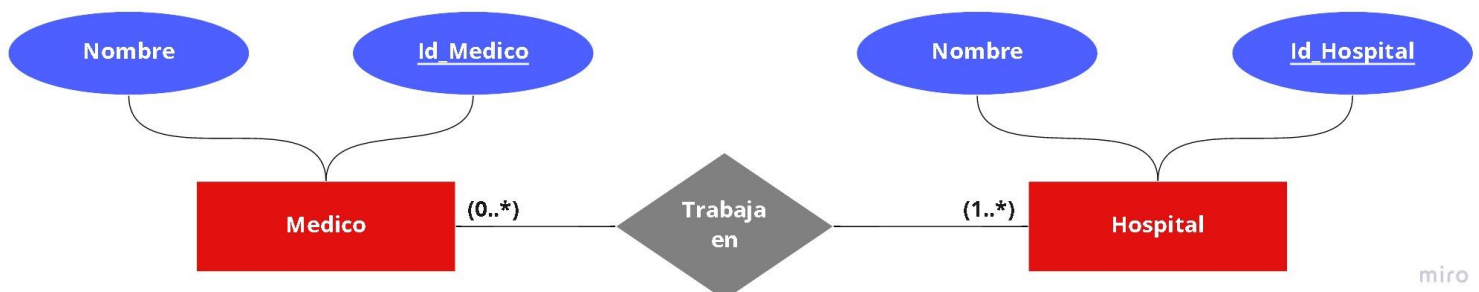 Nombre
Id_Medico
Nombre
Id_Hospital
Medico
(0..*)
Trabaja
en
(1..*)
Hospital
miro